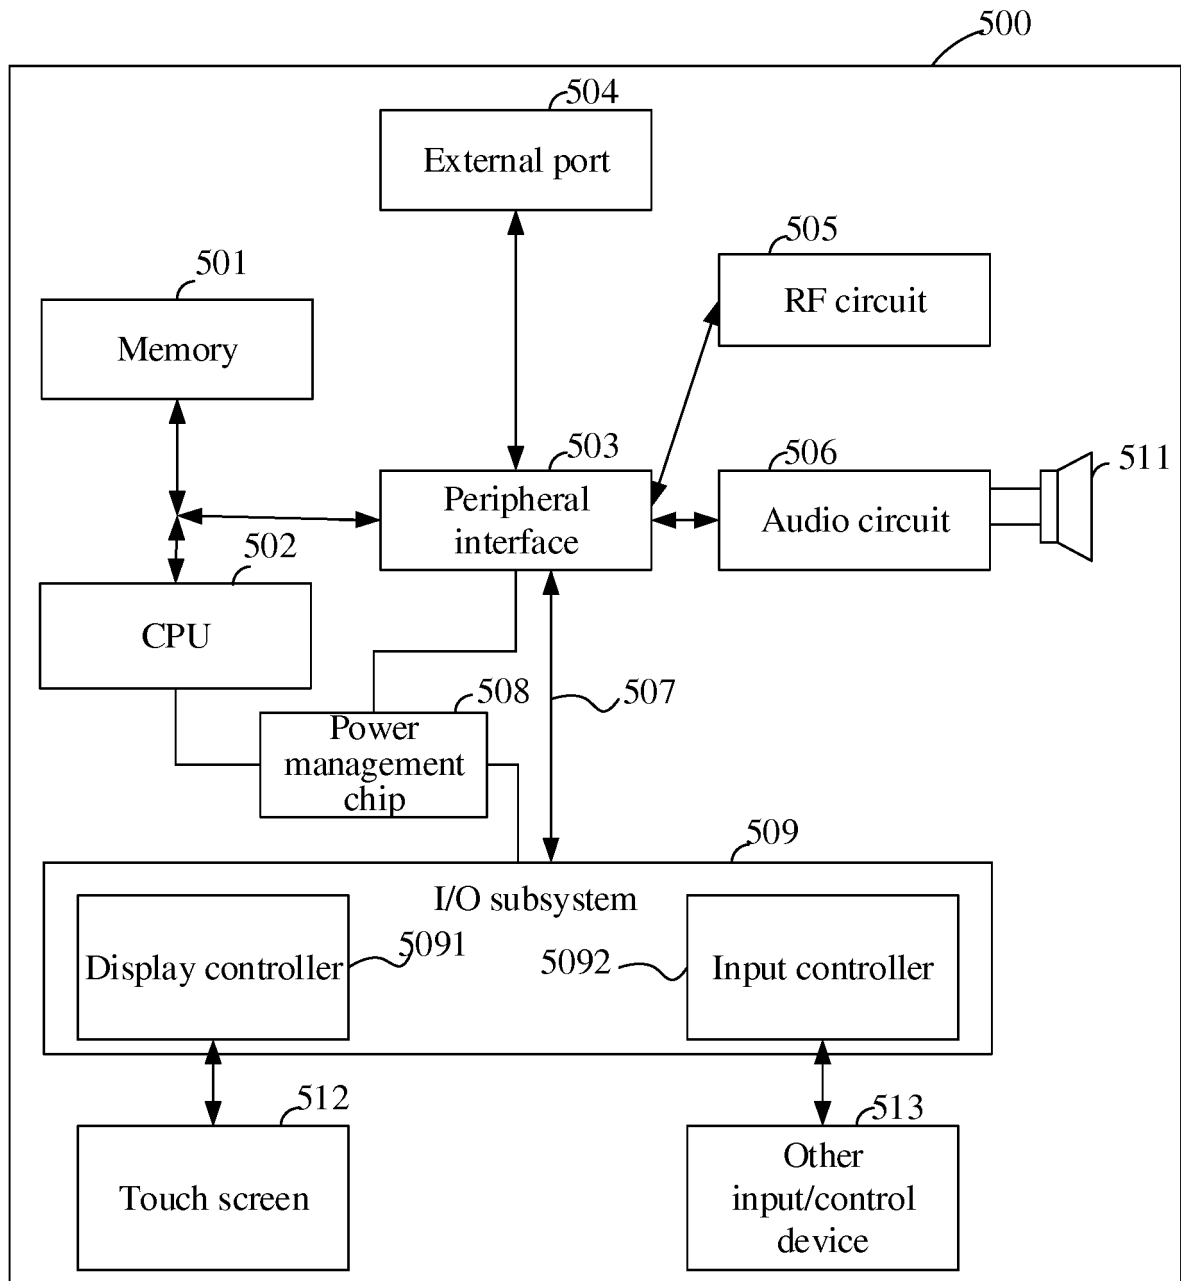 500
504
External port
505
RF circuit
501
Memory
503
Peripheral
interface
506
Audio circuit
511
502
CPU
507
508
Power
management
chip
509
I/O subsystem
5091
Display controller
5092
Input controller
512
Touch screen
513
Other
input/control
device